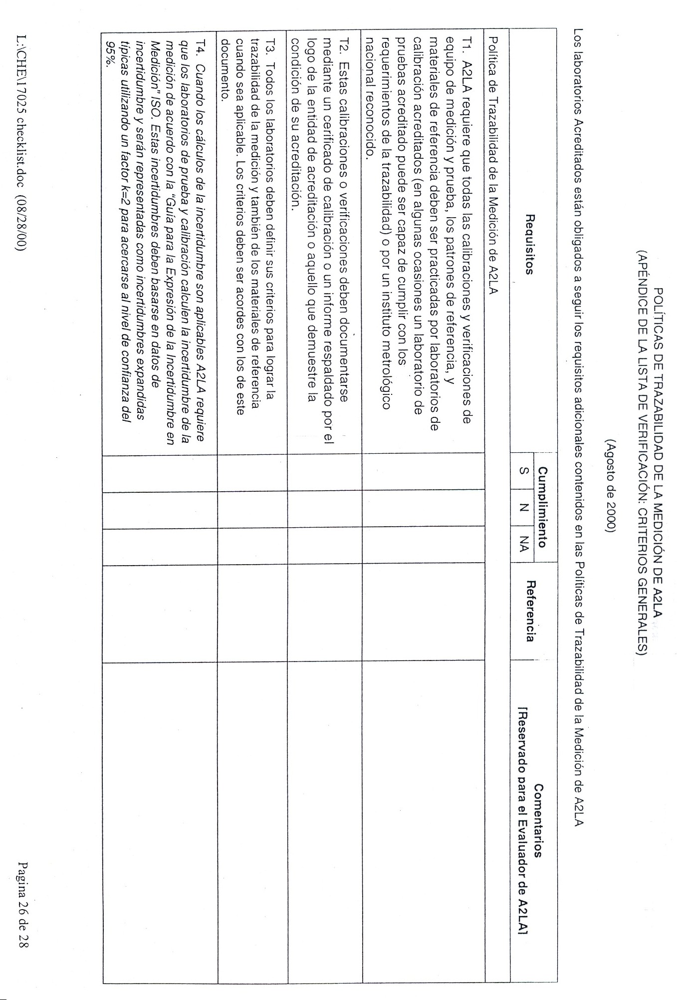 POLÍTICAS DE TRAZABILIDAD DE LA MEDICIÓN DE A2LA
(APÉNDICE DE LA LISTA DE VERIFICACIÓN: CRITERIOS GENERALES)
(Agosto de 2000)
Los laboratorios Acreditados están obligados a seguir los requisitos adicionales contenidos en las Políticas de Trazabilidad de la Medición de A2LA
Requisitos
Cumplimiento
S N NA
Referencia
Comentarios
[Reservado para el Evaluador de A2LA]
Política de Trazabilidad de la Medición de A2LA
T1. A2LA requiere que todas las calibraciones y verificaciones de
equipo de medición y prueba, los patrones de referencia, y
materiales de referencia deben ser practicadas por laboratorios de
calibración acreditados (en algunas ocasiones un laboratorio de
pruebas acreditado puede ser capaz de cumplir con los
requerimientos de la trazabilidad) o por un instituto metrológico
nacional reconocido.
T2. Estas calibraciones o verificaciones deben documentarse
mediante un cerificado de calibración o un informe respaldado por el
logo de la entidad de acreditación o aquello que demuestre la
condición de su acreditación.
T3. Todos los laboratorios deben definir sus criterios para lograr la
trazabilidad de la medición y también de los materiales de referencia
cuando sea aplicable. Los criterios deben ser acordes con los de este
documento.
T4. Cuando los cálculos de la incertidumbre son aplicables A2LA requiere
que los laboratorios de prueba y calibración calculen la incertidumbre de la
medición de acuerdo con la "Guía para la Expresión de la Incertidumbre en
Medición" ISO. Estas incertidumbres deben basarse en datos de
incertidumbre y serán representadas como incertidumbres expandidas
típicas utilizando un factor k=2 para acercarse al nivel de confianza del
95%.
L:\CHE\17025 checklist.doc (08/28/00)
Pagina 26 de 28